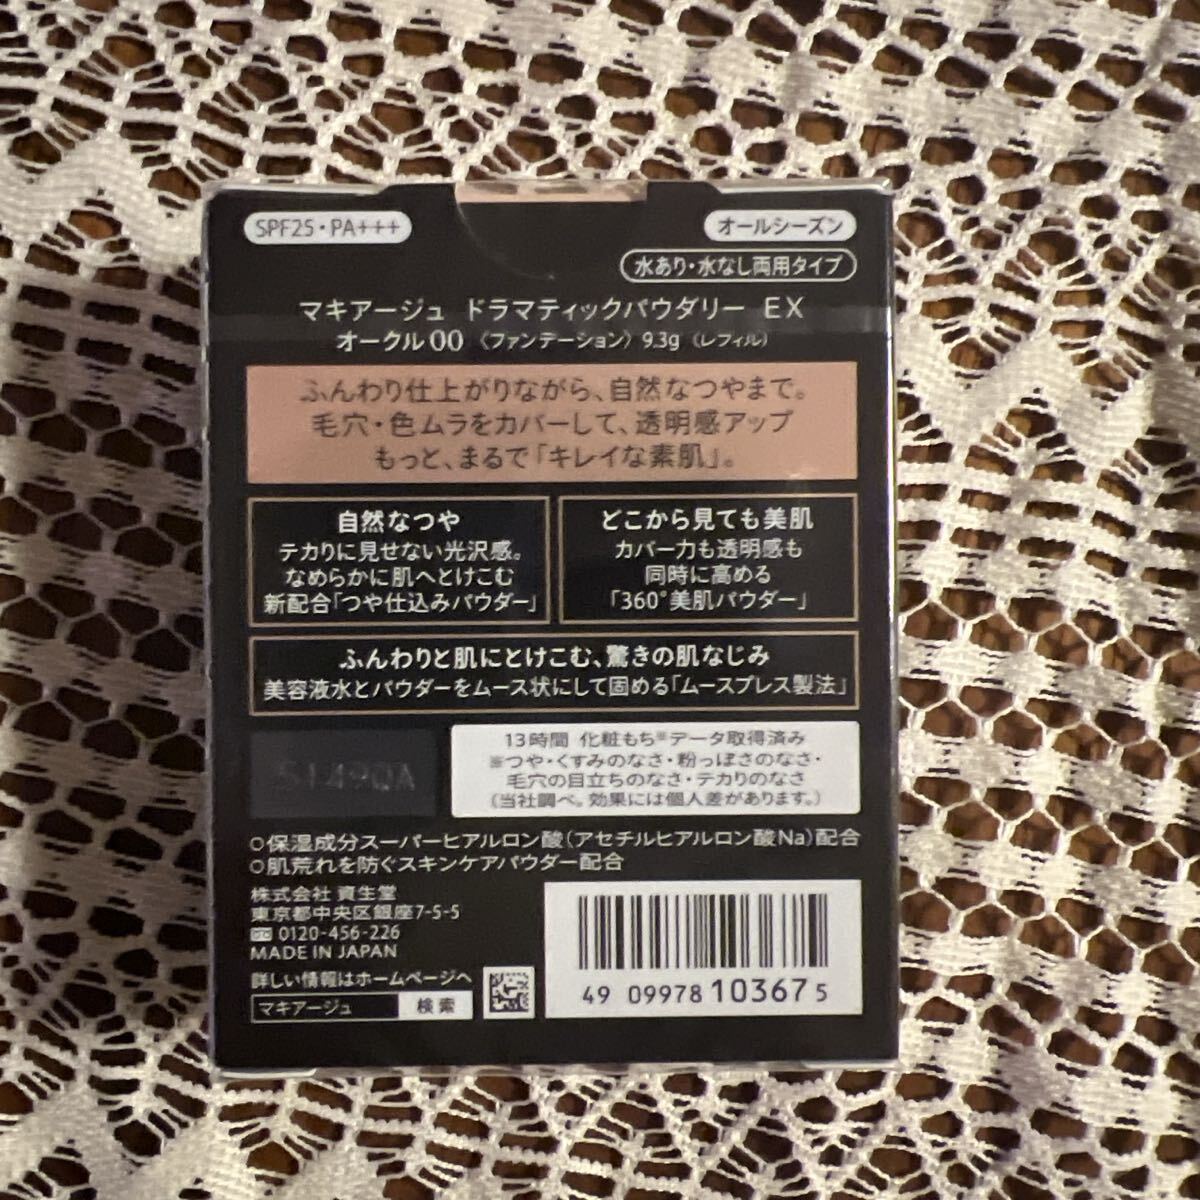 SPF25・PA+++
オールシーズン
水あり・水なし両用タイプ
マキアージュ ドラマティックパウダリー EX
オークル00 〈ファンデーション〉 9.3g 〈レフィル〉
ふんわり仕上がりながら、自然なつやまで。
毛穴・色ムラをカバーして、透明感アップ
もっと、まるで「キレイな素肌」。
自然なつや
テカりに見せない光沢感。
なめらかに肌へとけこむ
新配合「つや仕込みパウダー」
どこから見ても美肌
カバー力も透明感も
同時に高める
「360°美肌パウダー」
ふんわりと肌にとけこむ、驚きの肌なじみ
美容液水とパウダーをムース状にして固める「ムースプレス製法」
13時間 化粧もち※データ取得済み
※つや・くすみのなさ・粉っぽさのなさ・
毛穴の目立ちのなさ・テカりのなさ
(当社調べ。効果には個人差があります。)
○保湿成分スーパーヒアルロン酸(アセチルヒアルロン酸Na)配合
○肌荒れを防ぐスキンケアパウダー配合
株式会社 資生堂
東京都中央区銀座7-5-5
0120-456-226
MADE IN JAPAN
詳しい情報はホームページへ
マキアージュ 検索
49 09978 10367 5